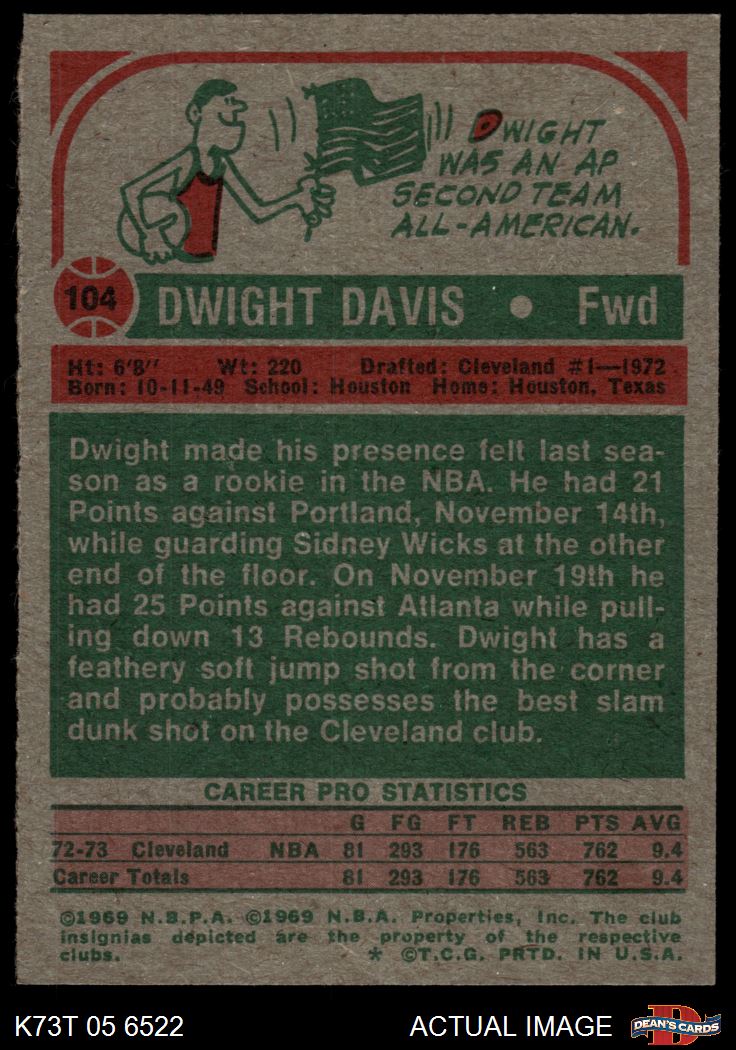 DWIGHT
WAS AN AP
SECOND TEAM
ALL-AMERICAN.
104 DWIGHT DAVIS • Fwd
Ht: 6'8" Wt: 220 Drafted: Cleveland #1—1972
Born: 10-11-49 School: Houston Home: Houston, Texas
Dwight made his presence felt last sea-
son as a rookie in the NBA. He had 21
Points against Portland, November 14th,
while guarding Sidney Wicks at the other
end of the floor. On November 19th he
had 25 Points against Atlanta while pull-
ing down 13 Rebounds. Dwight has a
feathery soft jump shot from the corner
and probably possesses the best slam
dunk shot on the Cleveland club.
CAREER PRO STATISTICS
G FG FT REB PTS AVG
72-73 Cleveland NBA 81 293 176 563 762 9.4
Career Totals 81 293 176 563 762 9.4
©1969 N.B.P.A. ©1969 N.B.A. Properties, Inc. The club
insignias depicted are the property of the respective
clubs. * ©T.C.G. PRTD. IN U.S.A.
K73T 05 6522 ACTUAL IMAGE DEAN'S CARDS